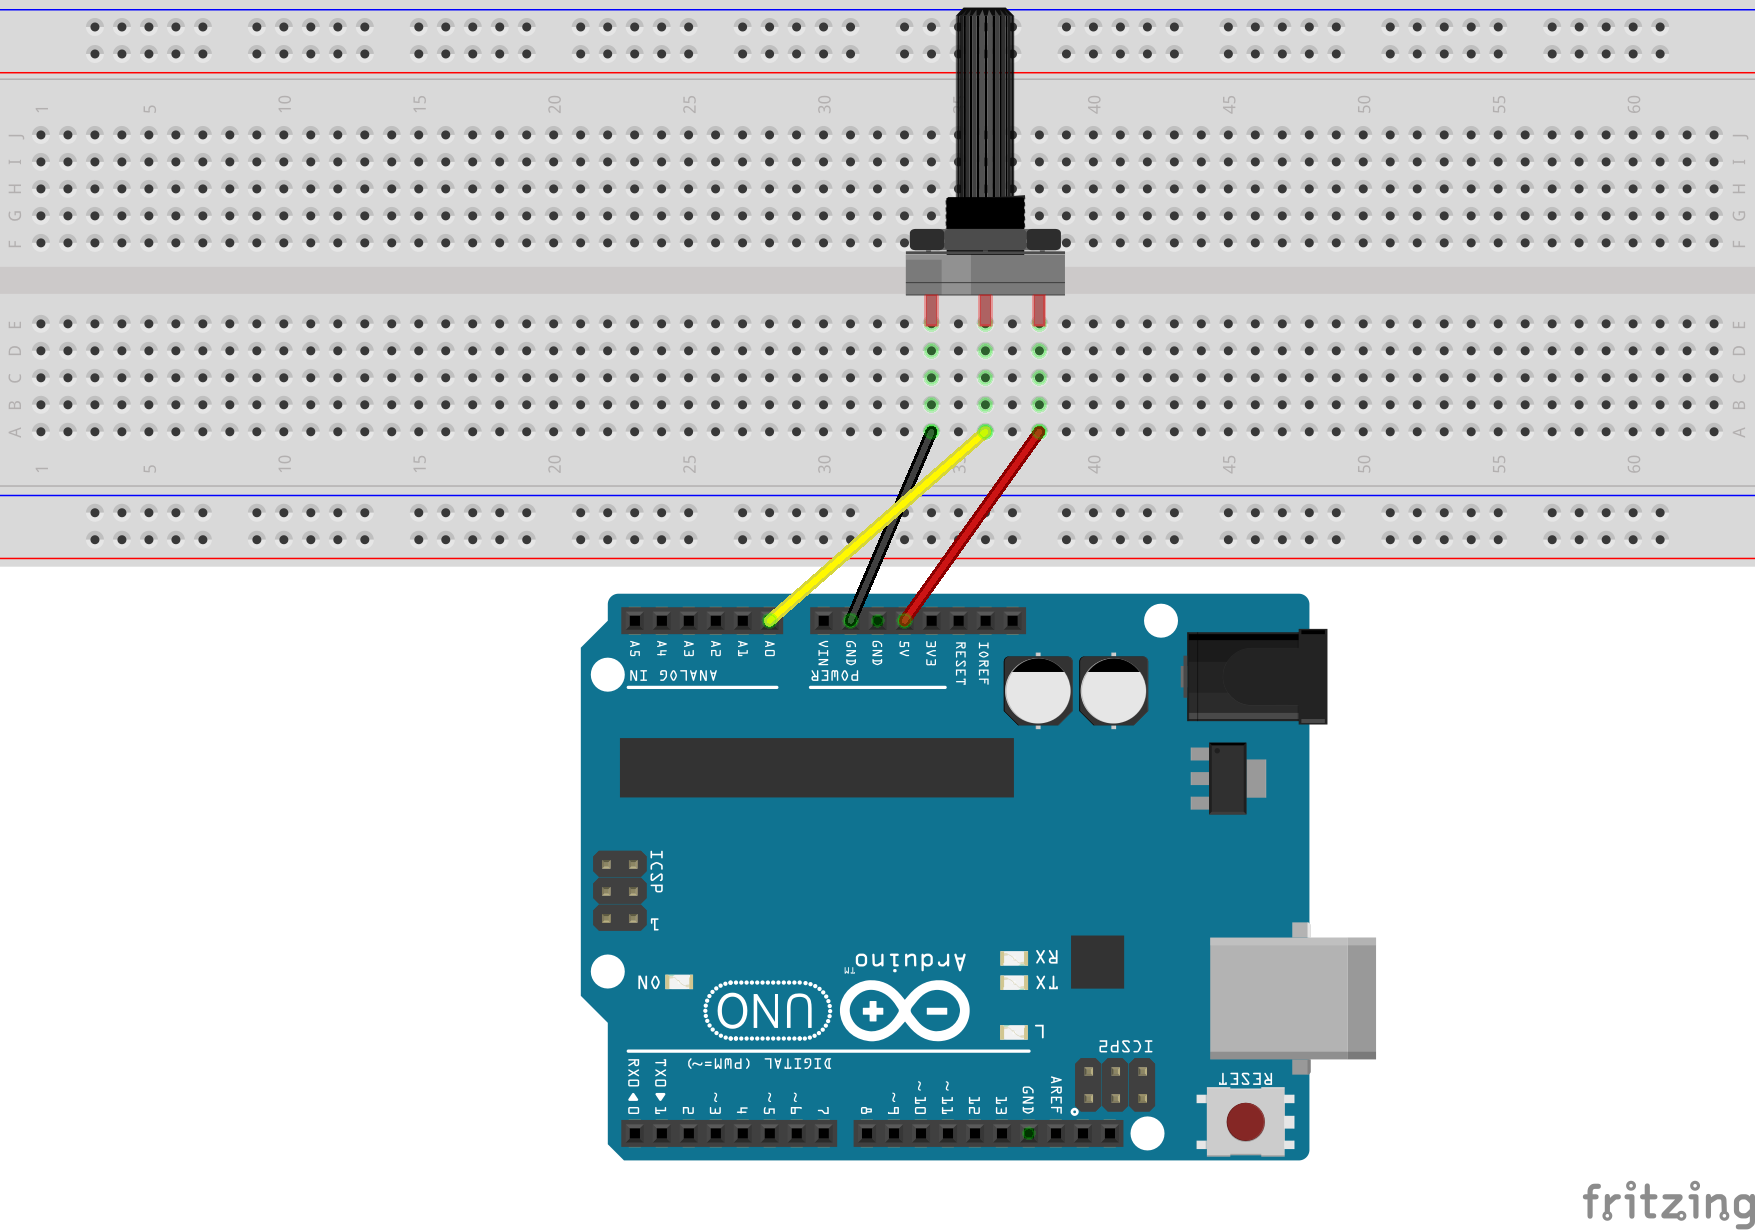 1 5 10 15 20 25 30 35 40 45 50 55 60
J J
I I
H H
G G
F F
E E
D D
C C
B B
A A
1 5 10 15 20 25 30 35 40 45 50 55 60
A5 A4 A3 A2 A1 A0 VIN GND GND 5V 3V3 RESET IOREF
ANALOG IN POWER
ICSP
1
Arduino™
RX
TX
ON
UNO
L
ICSP2
DIGITAL (PWM=~)
RESET
RX0◀0 TX0▶1 2 ~3 4 ~5 ~6 7 8 ~9 ~10 ~11 12 13 GND AREF
fritzing